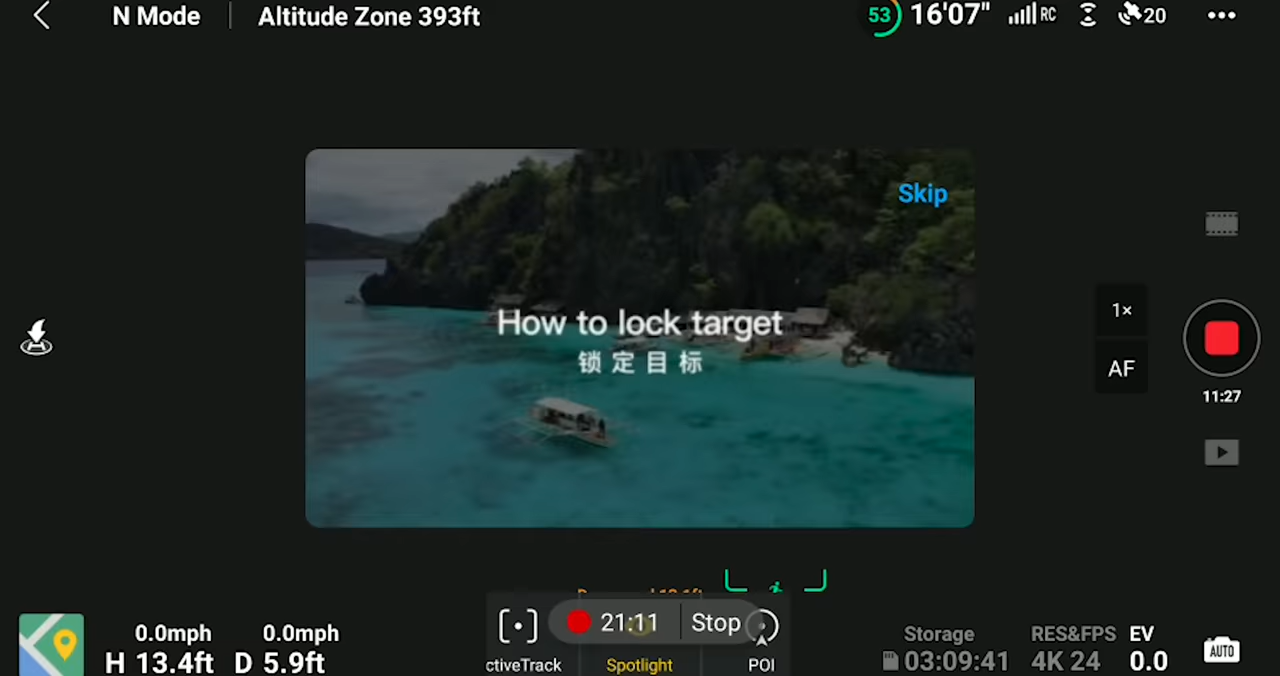 N Mode
Altitude Zone 393ft
53
16'07"
RC
20
Skip
How to lock target
锁定目标
1×
AF
11:27
21:11
Stop
0.0mph
0.0mph
H 13.4ft
D 5.9ft
ctiveTrack
Spotlight
POI
Storage
03:09:41
RES&FPS
4K 24
EV
0.0
AUTO